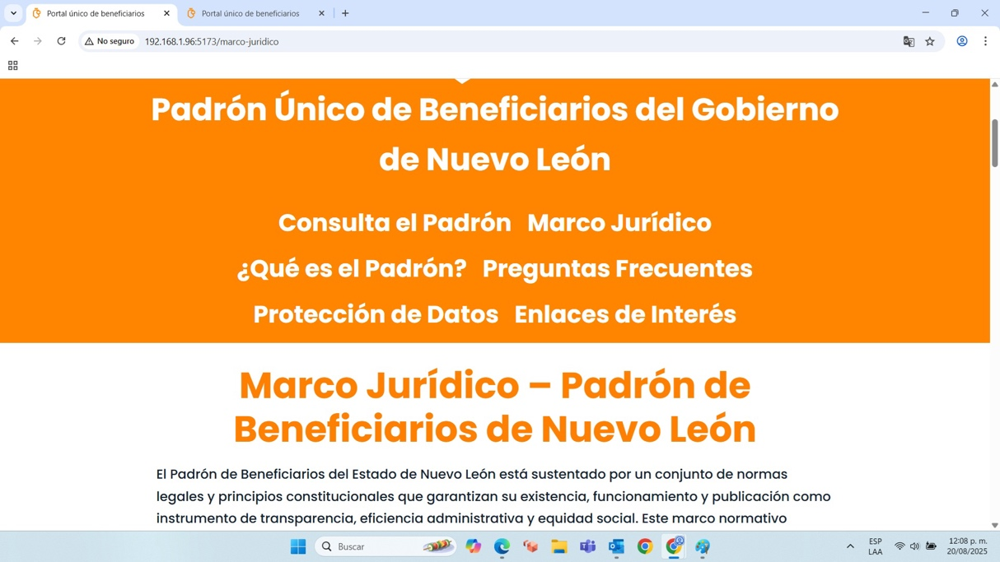 Portal único de beneficiarios
Portal único de beneficiarios
No seguro
192.168.1.96:5173/marco-juridico
Padrón Único de Beneficiarios del Gobierno
de Nuevo León
Consulta el Padrón Marco Jurídico
¿Qué es el Padrón? Preguntas Frecuentes
Protección de Datos Enlaces de Interés
Marco Jurídico – Padrón de
Beneficiarios de Nuevo León
El Padrón de Beneficiarios del Estado de Nuevo León está sustentado por un conjunto de normas
legales y principios constitucionales que garantizan su existencia, funcionamiento y publicación como
instrumento de transparencia, eficiencia administrativa y equidad social. Este marco normativo
Buscar
ESP
LAA
12:08 p. m.
20/08/2025